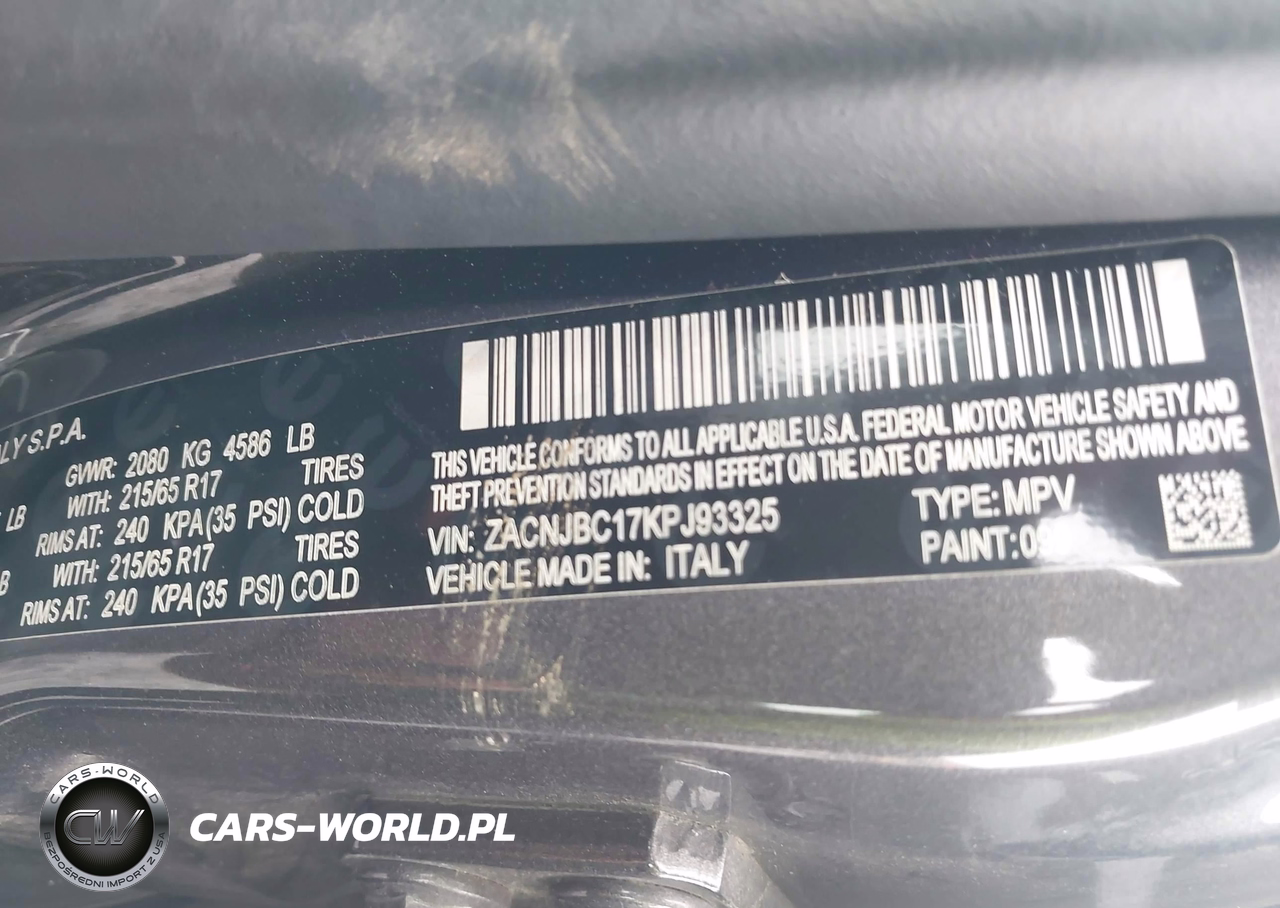 LY S.P.A.
GVWR: 2080 KG 4586 LB
LB WITH: 215/65 R17 TIRES
RIMS AT: 240 KPA(35 PSI) COLD
WITH: 215/65 R17 TIRES
RIMS AT: 240 KPA(35 PSI) COLD
THIS VEHICLE CONFORMS TO ALL APPLICABLE U.S.A. FEDERAL MOTOR VEHICLE SAFETY AND
THEFT PREVENTION STANDARDS IN EFFECT ON THE DATE OF MANUFACTURE SHOWN ABOVE
VIN: ZACNJBC17KPJ93325
TYPE: MPV
VEHICLE MADE IN: ITALY
PAINT:
CARS-WORLD
CW
BEZPOŚREDNI IMPORT Z USA
CARS-WORLD.PL